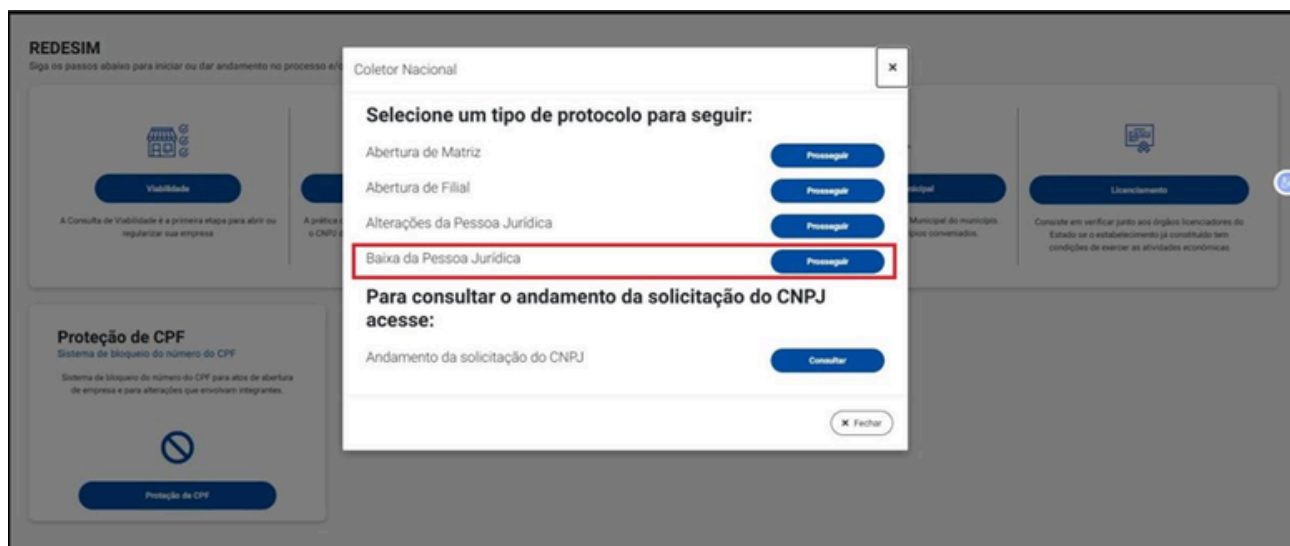 REDESIM
Siga os passos abaixo para iniciar ou dar andamento no processo e/o
Viabilidade
A Consulta de Viabilidade é a primeira etapa para abrir ou
regularizar sua empresa
A prática
o CNPJ
Coletor Nacional
×
Selecione um tipo de protocolo para seguir:
Abertura de Matriz
Prosseguir
Abertura de Filial
Prosseguir
Alterações da Pessoa Jurídica
Prosseguir
Baixa da Pessoa Jurídica
Prosseguir
Para consultar o andamento da solicitação do CNPJ
acesse:
Andamento da solicitação do CNPJ
Consultar
× Fechar
Municipal do município.
conveniados.
Licenciamento
Consiste em verificar junto aos órgãos licenciadores do
Estado se o estabelecimento já constituído tem
condições de exercer as atividades econômicas
Proteção de CPF
Sistema de bloqueio do número do CPF
Sistema de bloqueio do número do CPF para atos de abertura
de empresa e para alterações que envolvam integrantes.
Proteção de CPF